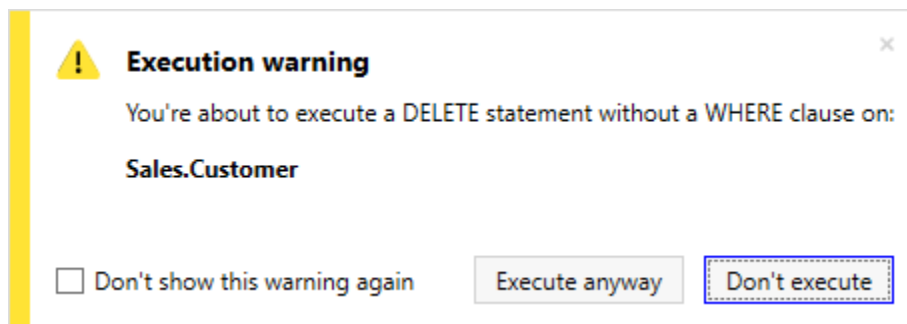 Execution warning
You're about to execute a DELETE statement without a WHERE clause on:
Sales.Customer
Don't show this warning again
Execute anyway
Don't execute